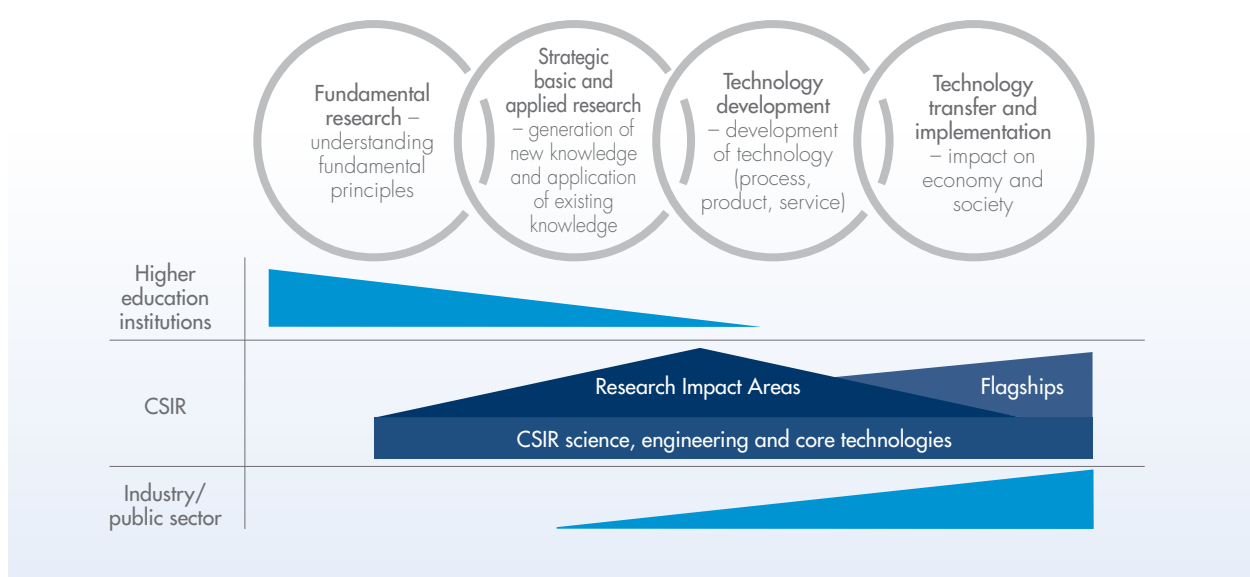 Fundamental
research –
understanding
fundamental
principles
Strategic
basic and
applied research
– generation of
new knowledge
and application
of existing
knowledge
Technology
development
– development
of technology
(process,
product, service)
Technology
transfer and
implementation
– impact on
economy and
society
Higher
education
institutions
CSIR
Research Impact Areas
Flagships
CSIR science, engineering and core technologies
Industry/
public sector